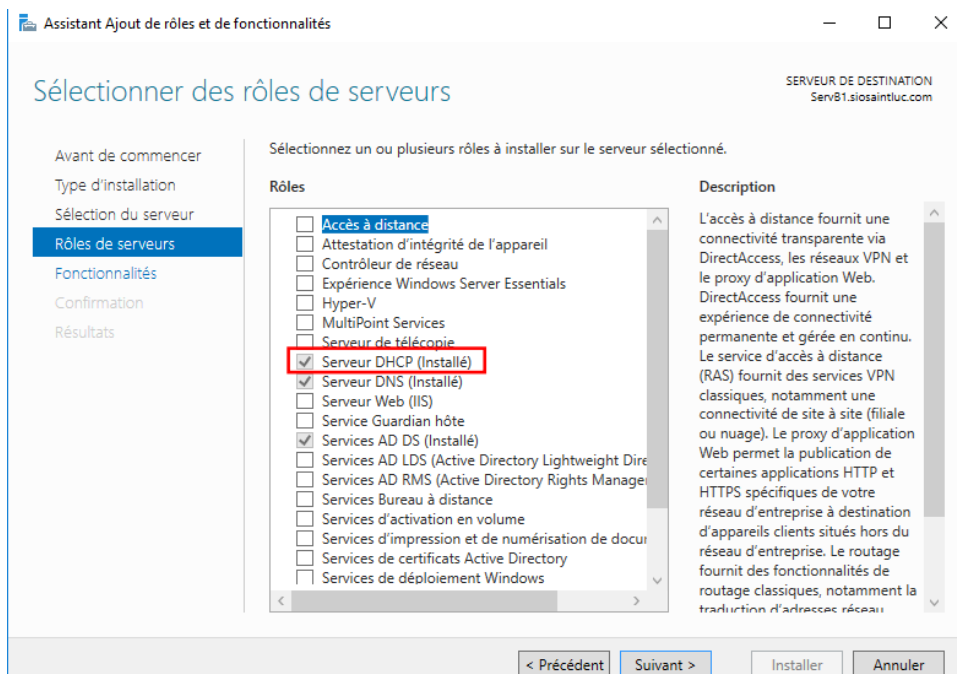 Assistant Ajout de rôles et de fonctionnalités
Sélectionner des rôles de serveurs
SERVEUR DE DESTINATION
ServB1.siosaintluc.com
Avant de commencer
Type d'installation
Sélection du serveur
Rôles de serveurs
Fonctionnalités
Confirmation
Résultats
Sélectionnez un ou plusieurs rôles à installer sur le serveur sélectionné.
Rôles
Accès à distance
Attestation d'intégrité de l'appareil
Contrôleur de réseau
Expérience Windows Server Essentials
Hyper-V
MultiPoint Services
Serveur de télécopie
Serveur DHCP (Installé)
Serveur DNS (Installé)
Serveur Web (IIS)
Service Guardian hôte
Services AD DS (Installé)
Services AD LDS (Active Directory Lightweight Dire
Services AD RMS (Active Directory Rights Manager
Services Bureau à distance
Services d'activation en volume
Services d'impression et de numérisation de docur
Services de certificats Active Directory
Services de déploiement Windows
Description
L'accès à distance fournit une
connectivité transparente via
DirectAccess, les réseaux VPN et
le proxy d'application Web.
DirectAccess fournit une
expérience de connectivité
permanente et gérée en continu.
Le service d'accès à distance
(RAS) fournit des services VPN
classiques, notamment une
connectivité de site à site (filiale
ou nuage). Le proxy d'application
Web permet la publication de
certaines applications HTTP et
HTTPS spécifiques de votre
réseau d'entreprise à destination
d'appareils clients situés hors du
réseau d'entreprise. Le routage
fournit des fonctionnalités de
routage classiques, notamment la
traduction d'adresses réseau
< Précédent
Suivant >
Installer
Annuler